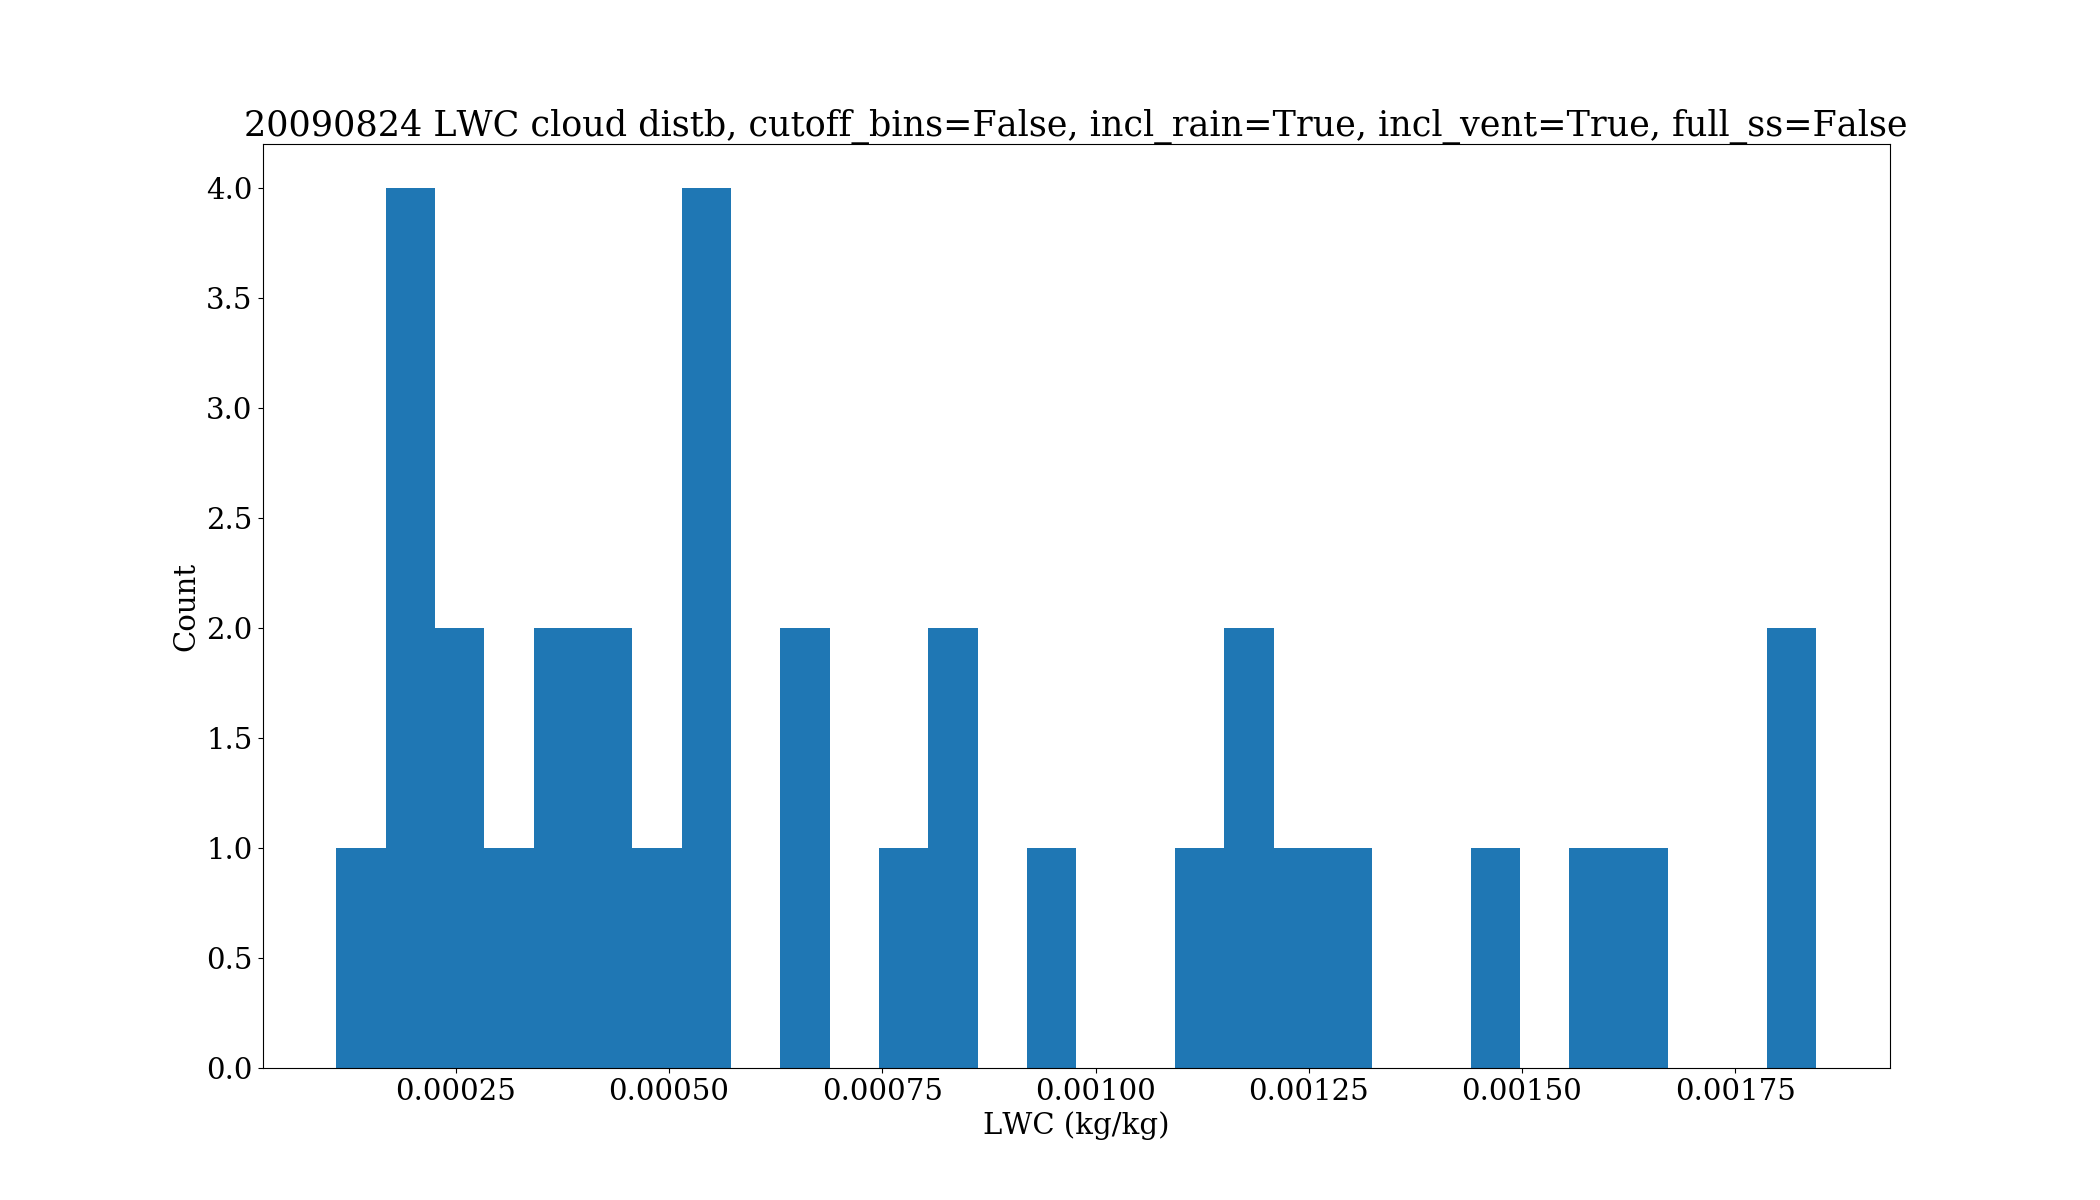 20090824 LWC cloud distb, cutoff_bins=False, incl_rain=True, incl_vent=True, full_ss=False
4.0
3.5
3.0
2.5
2.0
1.5
1.0
0.5
0.0
Count
0.00025 0.00050 0.00075 0.00100 0.00125 0.00150 0.00175
LWC (kg/kg)